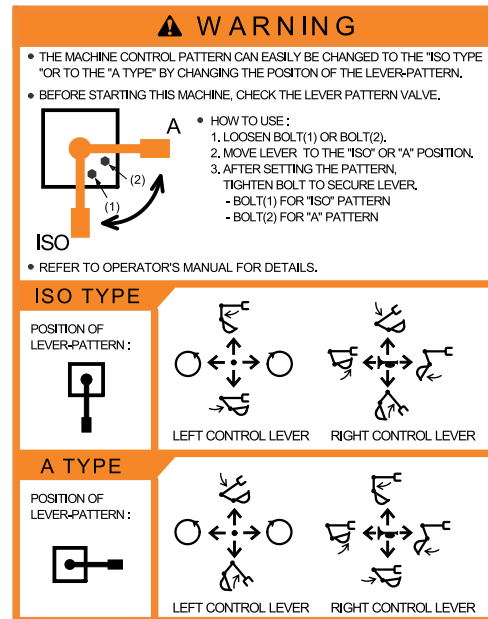 WARNING
• THE MACHINE CONTROL PATTERN CAN EASILY BE CHANGED TO THE "ISO TYPE
"OR TO THE "A TYPE" BY CHANGING THE POSITON OF THE LEVER-PATTERN.
• BEFORE STARTING THIS MACHINE, CHECK THE LEVER PATTERN VALVE.
A
(2)
(1)
ISO
• HOW TO USE :
1. LOOSEN BOLT(1) OR BOLT(2).
2. MOVE LEVER TO THE "ISO" OR "A" POSITION.
3. AFTER SETTING THE PATTERN,
TIGHTEN BOLT TO SECURE LEVER.
- BOLT(1) FOR "ISO" PATTERN
- BOLT(2) FOR "A" PATTERN
• REFER TO OPERATOR'S MANUAL FOR DETAILS.
ISO TYPE
POSITION OF
LEVER-PATTERN :
LEFT CONTROL LEVER
RIGHT CONTROL LEVER
A TYPE
POSITION OF
LEVER-PATTERN :
LEFT CONTROL LEVER
RIGHT CONTROL LEVER